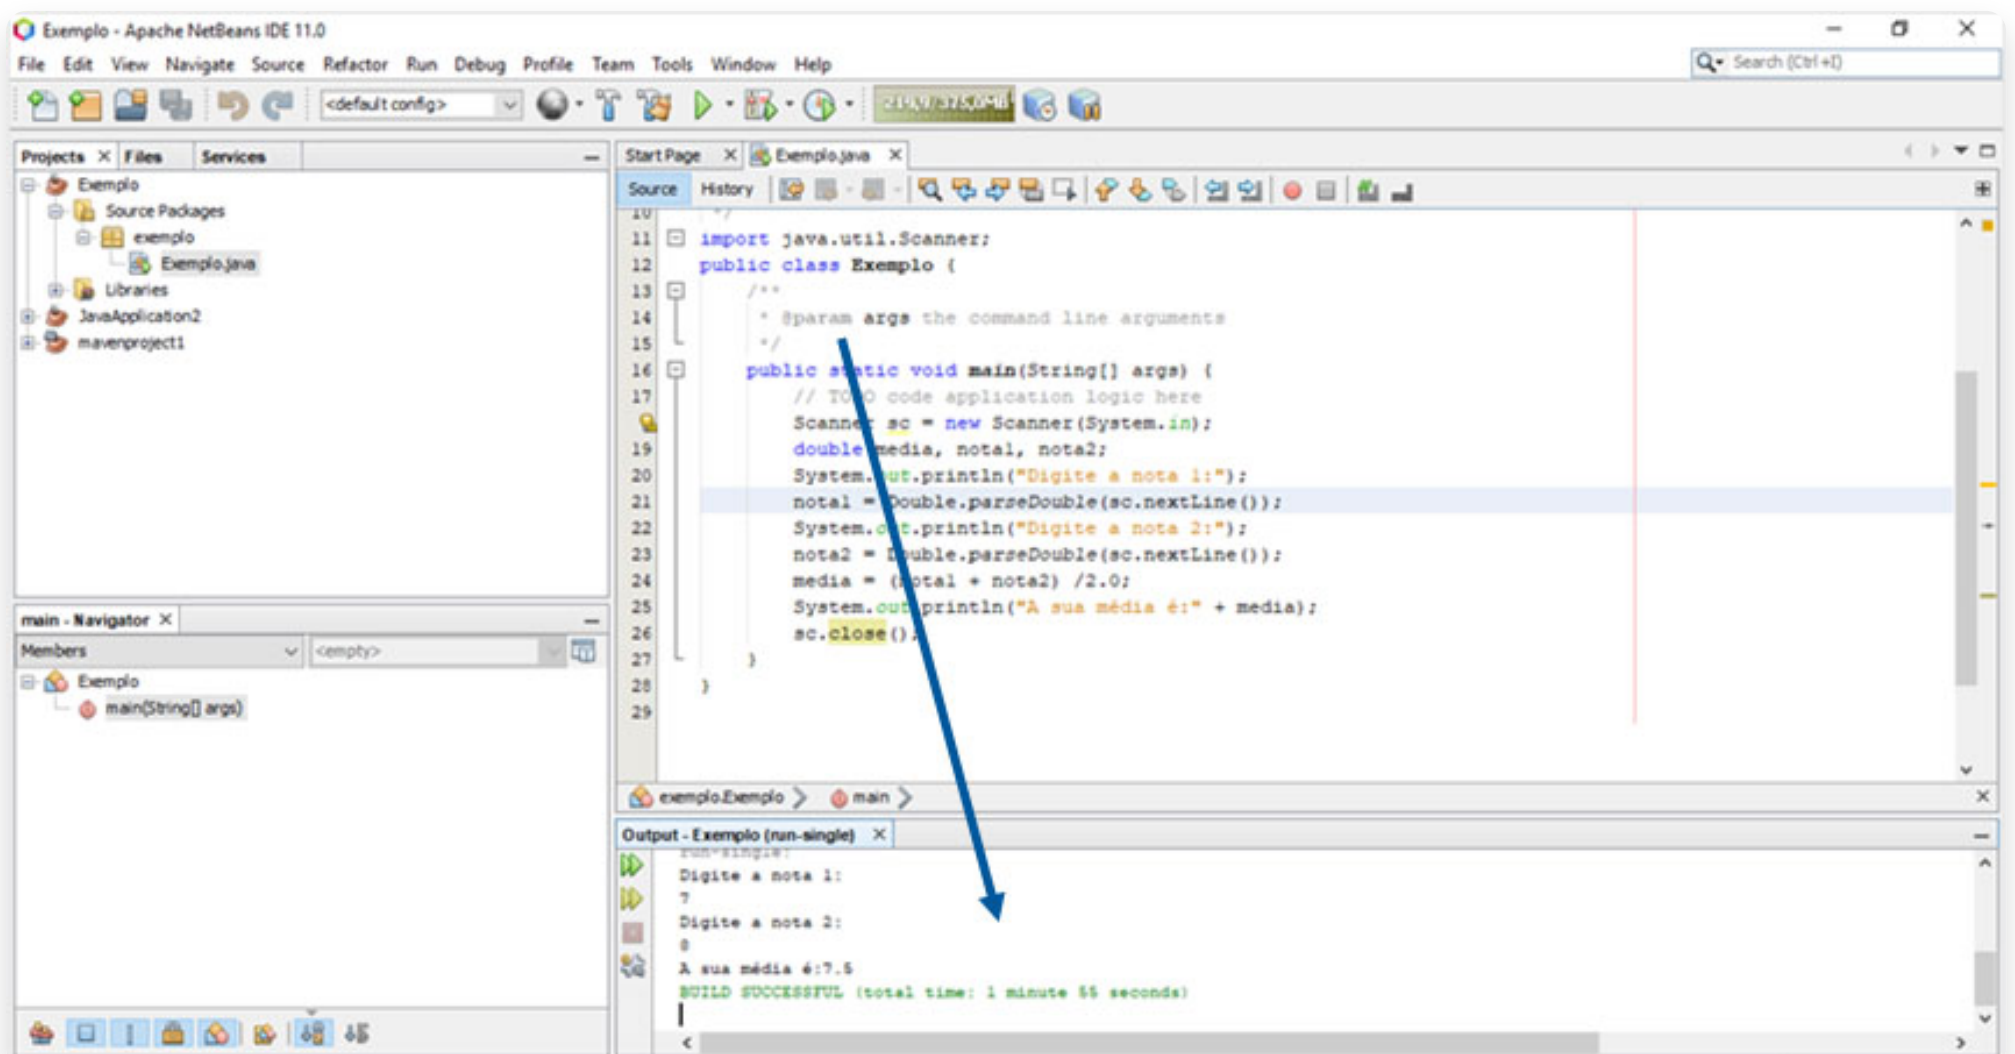 Exemplo - Apache NetBeans IDE 11.0
File Edit View Navigate Source Refactor Run Debug Profile Team Tools Window Help
Search (Ctrl+I)
<default config>
219,9/375,0MB
Projects Files Services
Exemplo
Source Packages
exemplo
Exemplo.java
Libraries
JavaApplication2
mavenproject1
main - Navigator
Members <empty>
Exemplo
main(String[] args)
Start Page Exemplo.java
Source History
10 */
11 import java.util.Scanner;
12 public class Exemplo {
13 /**
14 * @param args the command line arguments
15 */
16 public static void main(String[] args) {
17 // TODO code application logic here
Scanner sc = new Scanner(System.in);
19 double media, nota1, nota2;
20 System.out.println("Digite a nota 1:");
21 nota1 = Double.parseDouble(sc.nextLine());
22 System.out.println("Digite a nota 2:");
23 nota2 = Double.parseDouble(sc.nextLine());
24 media = (nota1 + nota2) /2.0;
25 System.out.println("A sua média é:" + media);
26 sc.close();
27 }
28 }
29
exemplo.Exemplo main
Output - Exemplo (run-single)
run-single:
Digite a nota 1:
7
Digite a nota 2:
8
A sua média é:7.5
BUILD SUCCESSFUL (total time: 1 minute 55 seconds)